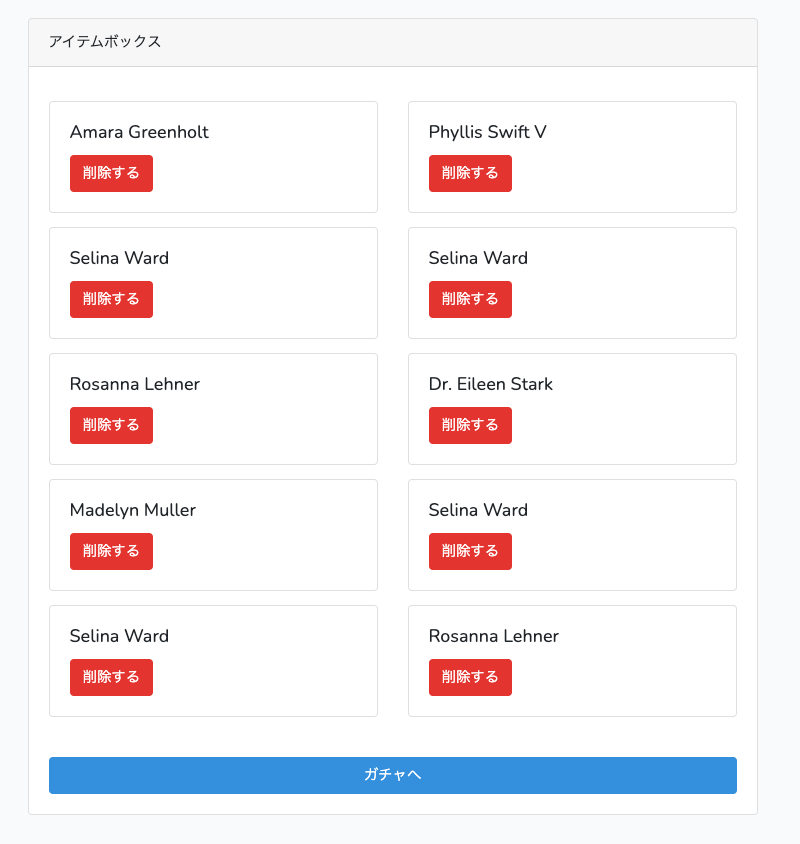 アイテムボックス
Amara Greenholt
削除する
Phyllis Swift V
削除する
Selina Ward
削除する
Selina Ward
削除する
Rosanna Lehner
削除する
Dr. Eileen Stark
削除する
Madelyn Muller
削除する
Selina Ward
削除する
Selina Ward
削除する
Rosanna Lehner
削除する
ガチャへ